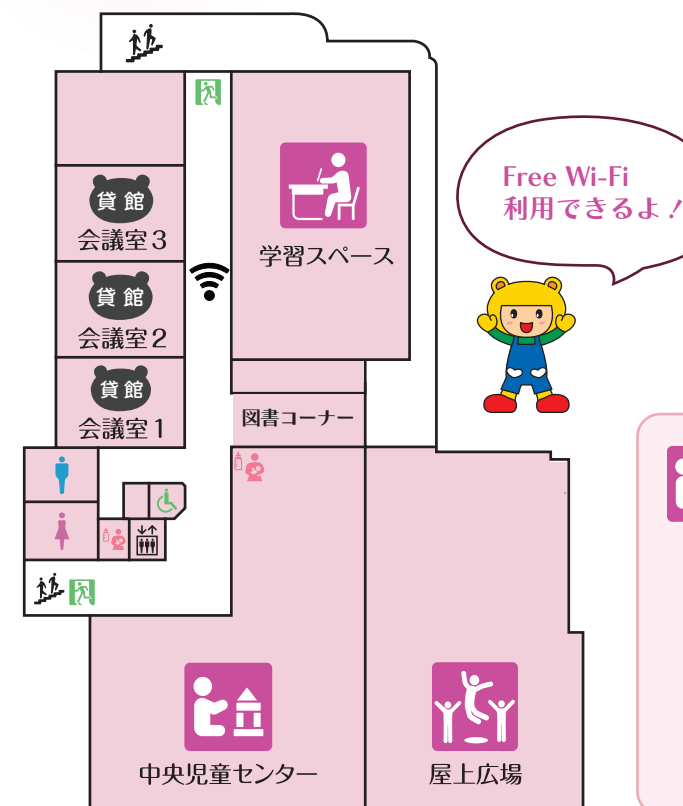 Free Wi-Fi
利用できるよ！
貸館
会議室3
学習スペース
貸館
会議室2
貸館
会議室1
図書コーナー
中央児童センター
屋上広場